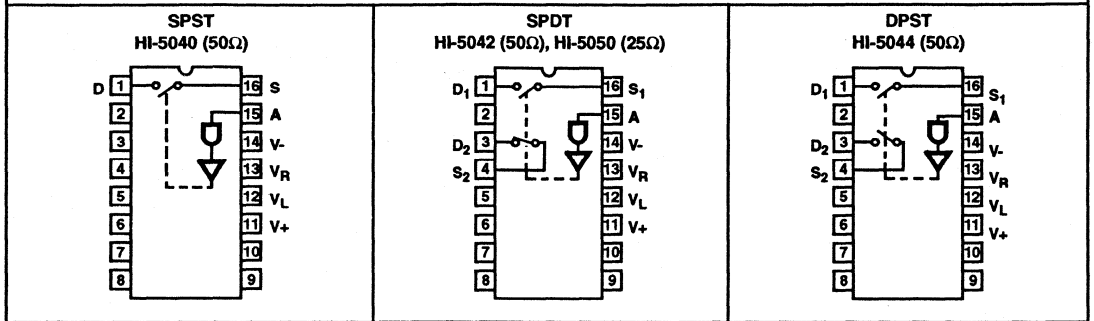 SPST
HI-5040 (50Ω)
D 1 16 S
2 15 A
3 14 V-
4 13 VR
5 12 VL
6 11 V+
7 10
8 9
SPDT
HI-5042 (50Ω), HI-5050 (25Ω)
D1 1 16 S1
2 15 A
D2 3 14 V-
S2 4 13 VR
5 12 VL
6 11 V+
7 10
8 9
DPST
HI-5044 (50Ω)
D1 1 16 S1
2 15 A
D2 3 14 V-
S2 4 13 VR
5 12 VL
6 11 V+
7 10
8 9